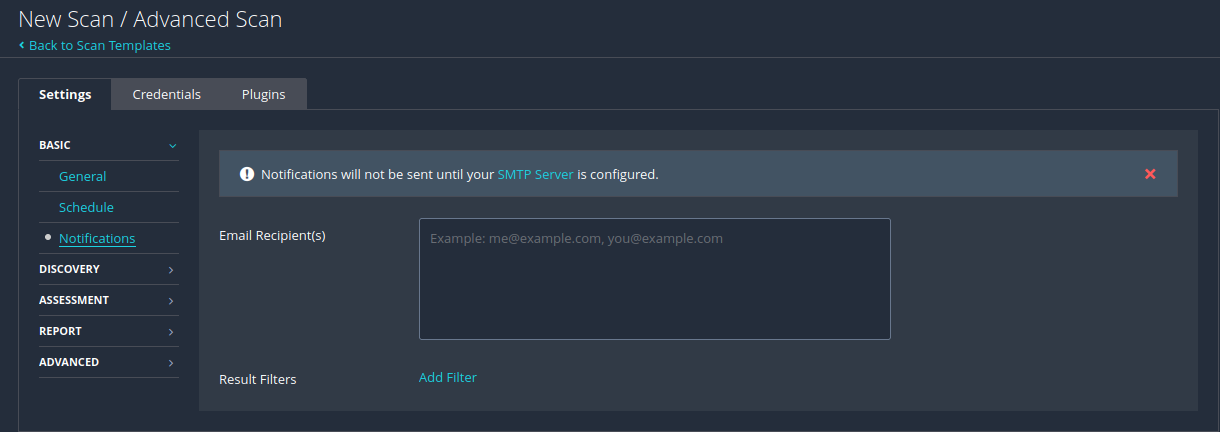 New Scan / Advanced Scan
Back to Scan Templates
Settings Credentials Plugins
BASIC
General
Schedule
Notifications
DISCOVERY
ASSESSMENT
REPORT
ADVANCED
Notifications will not be sent until your SMTP Server is configured.
Email Recipient(s)
Example: me@example.com, you@example.com
Result Filters Add Filter